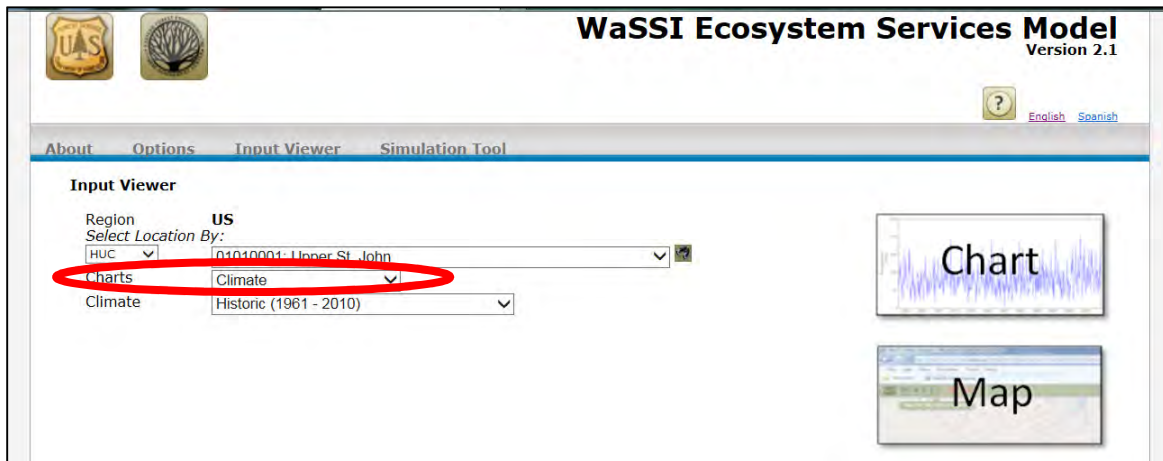 UAS
WaSSI Ecosystem Services Model
Version 2.1
?
English Spanish
About Options Input Viewer Simulation Tool
Input Viewer
Region US
Select Location By:
HUC 01010001: Upper St. John
Charts Climate
Climate Historic (1961 - 2010)
Chart
Map